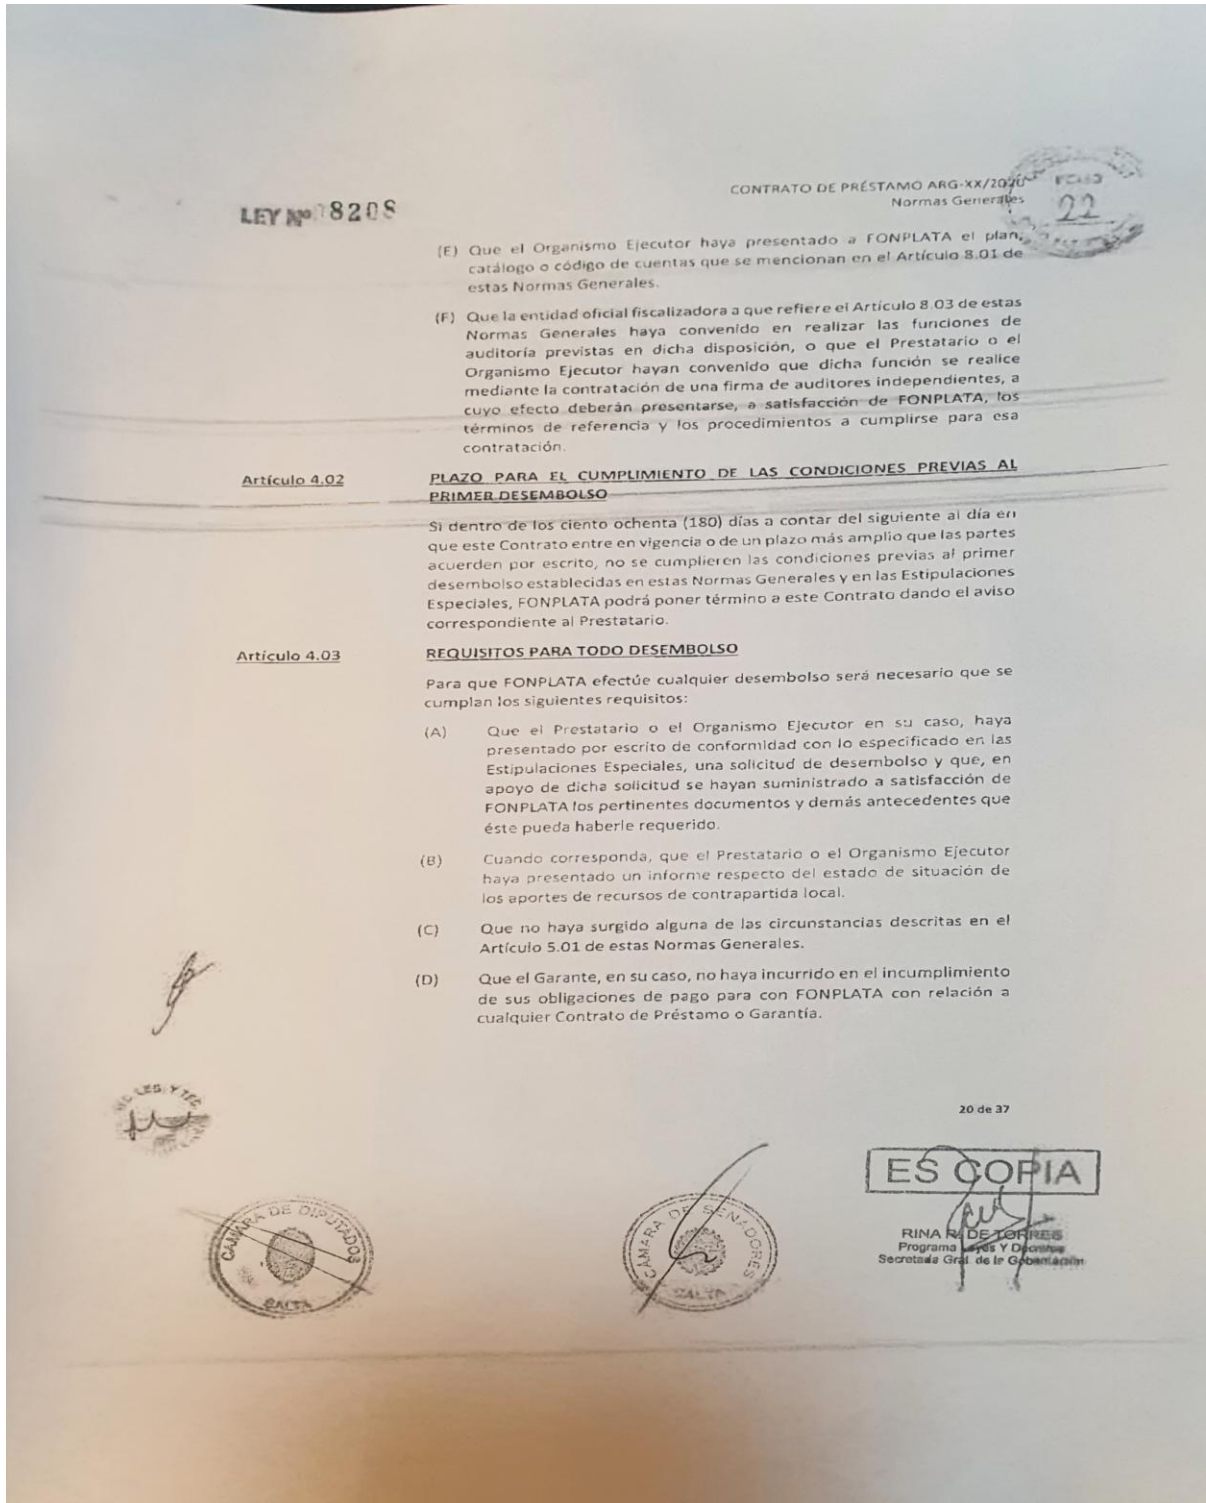 CONTRATO DE PRÉSTAMO ARG-XX/2020
Normas Generales
22
LEY Nº 8208
(E) Que el Organismo Ejecutor haya presentado a FONPLATA el plan,
catálogo o código de cuentas que se mencionan en el Artículo 8.01 de
estas Normas Generales.
(F) Que la entidad oficial fiscalizadora a que refiere el Artículo 8.03 de estas
Normas Generales haya convenido en realizar las funciones de
auditoría previstas en dicha disposición, o que el Prestatario o el
Organismo Ejecutor hayan convenido que dicha función se realice
mediante la contratación de una firma de auditores independientes, a
cuyo efecto deberán presentarse, a satisfacción de FONPLATA, los
términos de referencia y los procedimientos a cumplirse para esa
contratación.
Artículo 4.02 PLAZO PARA EL CUMPLIMIENTO DE LAS CONDICIONES PREVIAS AL
PRIMER DESEMBOLSO
Si dentro de los ciento ochenta (180) días a contar del siguiente al día en
que este Contrato entre en vigencia o de un plazo más amplio que las partes
acuerden por escrito, no se cumplieren las condiciones previas al primer
desembolso establecidas en estas Normas Generales y en las Estipulaciones
Especiales, FONPLATA podrá poner término a este Contrato dando el aviso
correspondiente al Prestatario.
Artículo 4.03 REQUISITOS PARA TODO DESEMBOLSO
Para que FONPLATA efectúe cualquier desembolso será necesario que se
cumplan los siguientes requisitos:
(A) Que el Prestatario o el Organismo Ejecutor en su caso, haya
presentado por escrito de conformidad con lo especificado en las
Estipulaciones Especiales, una solicitud de desembolso y que, en
apoyo de dicha solicitud se hayan suministrado a satisfacción de
FONPLATA los pertinentes documentos y demás antecedentes que
éste pueda haberle requerido.
(B) Cuando corresponda, que el Prestatario o el Organismo Ejecutor
haya presentado un informe respecto del estado de situación de
los aportes de recursos de contrapartida local.
(C) Que no haya surgido alguna de las circunstancias descritas en el
Artículo 5.01 de estas Normas Generales.
(D) Que el Garante, en su caso, no haya incurrido en el incumplimiento
de sus obligaciones de pago para con FONPLATA con relación a
cualquier Contrato de Préstamo o Garantía.
LEG. Y TEC
20 de 37
ES COPIA
CAMARA DE DIPUTADOS
SALTA
CÁMARA DE SENADORES
SALTA
RINA R. DE TORRES
Programa Leyes Y Decretos
Secretaria Gral. de la Gobernación